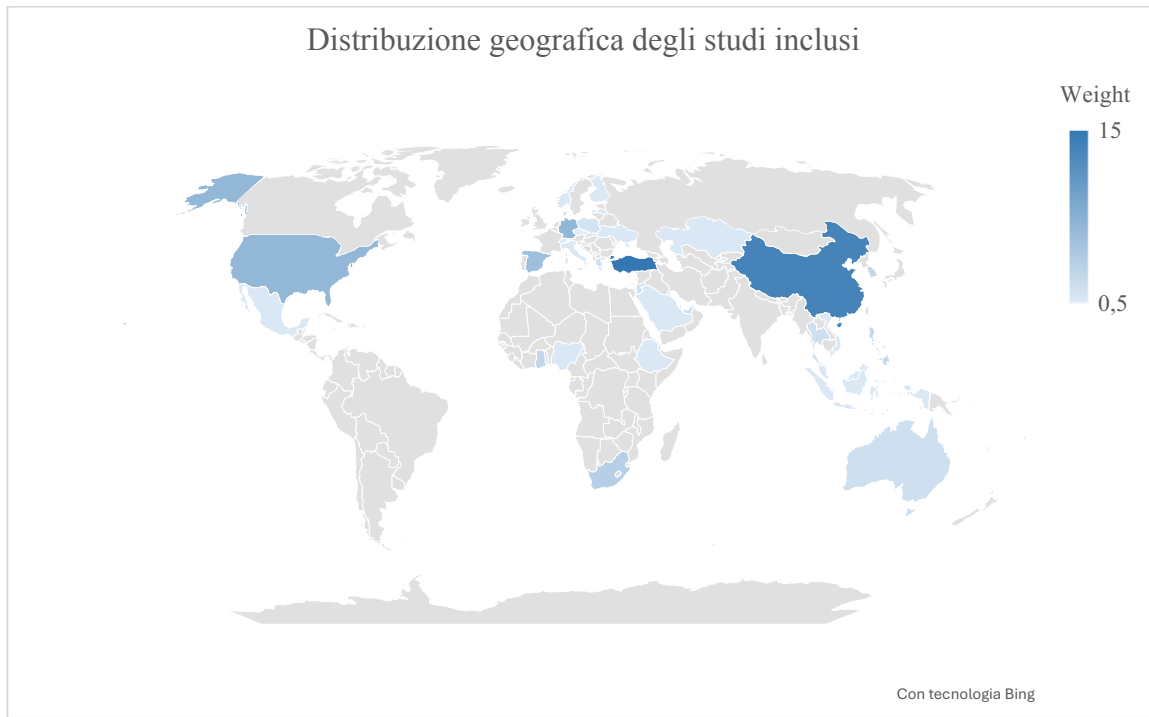 Distribuzione geografica degli studi inclusi
Weight
15
0,5
Con tecnologia Bing